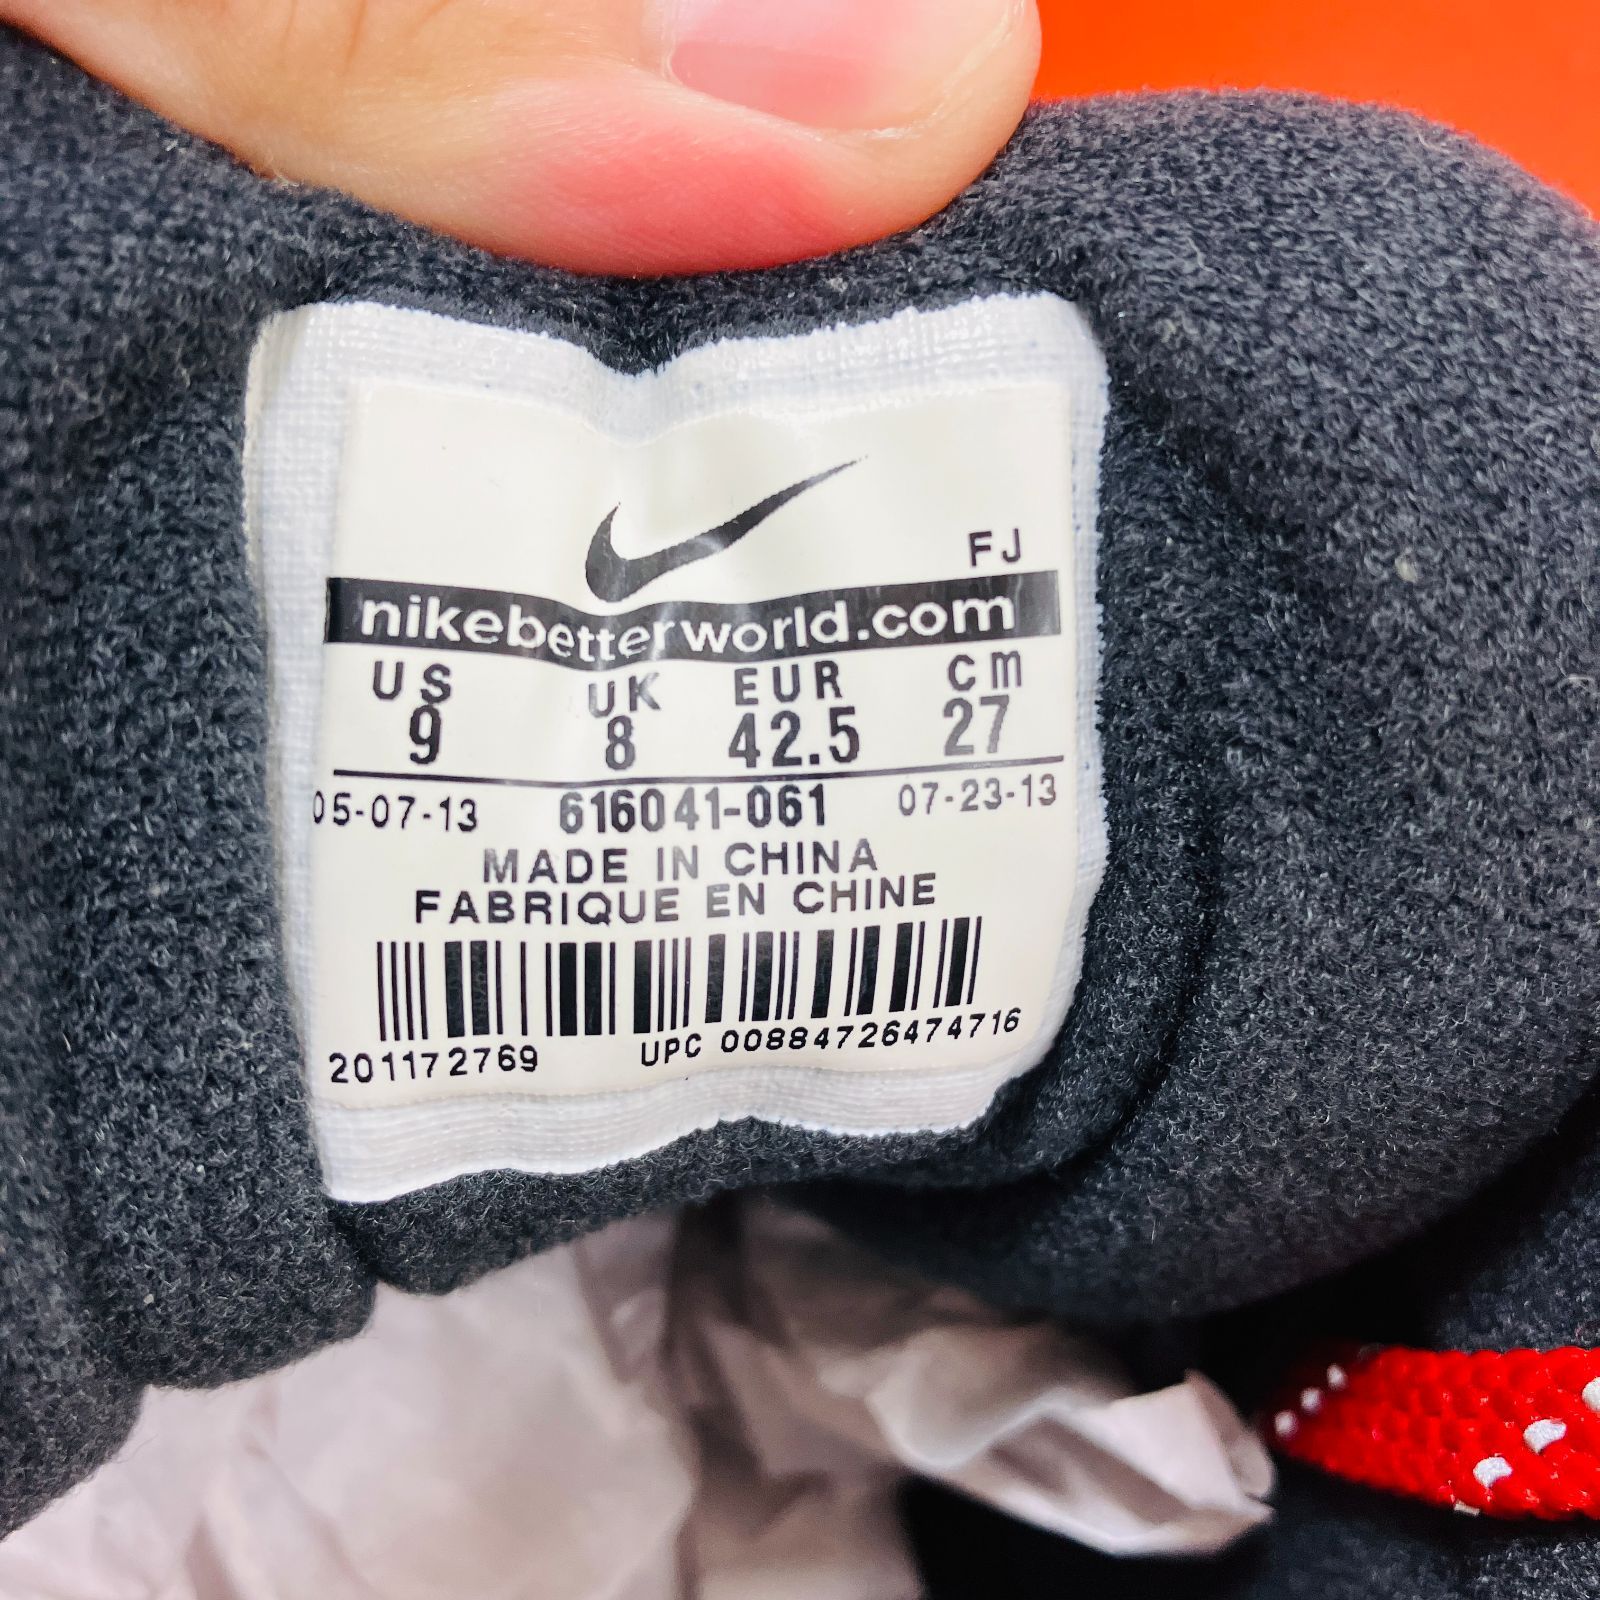 FJ
nikebetterworld.com
US UK EUR cm
9 8 42.5 27
05-07-13 616041-061 07-23-13
MADE IN CHINA
FABRIQUE EN CHINE
201172769 UPC 00884726474716